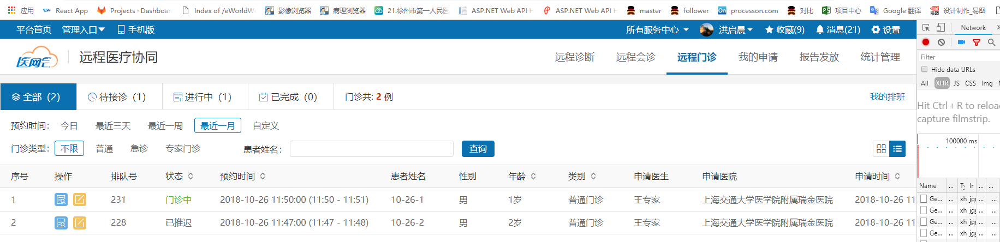 应用 React App Projects · Dashboard Index of /eWorldW 影像浏览器 病理浏览器 21.徐州市第一人民医 ASP.NET Web API H ASP.NET Web API H master follower processon.com 对比 项目中心 Google 翻译 设计制作_易图
平台首页 管理入口 手机版 所有服务中心 洪启晨 收藏(9) 消息(21) 设置 Network
医网云 远程医疗协同 远程诊断 远程会诊 远程门诊 我的申请 报告发放 统计管理
Filter
Hide data URLs
All XHR JS CSS Img
全部（2） 待接诊（1） 进行中（1） 已完成（0） 门诊共: 2 例 我的排班
Hit Ctrl + R to reloa
capture filmstrip.
预约时间： 今日 最近三天 最近一周 最近一月 自定义
100000 ms
门诊类型： 不限 普通 急诊 专家门诊 患者姓名： 查询
序号 操作 排队号 状态 预约时间 患者姓名 性别 年龄 类别 申请医生 申请医院 申请时间
Name ... Ty Ir ... ...
1 231 门诊中 2018-10-26 11:50:00 (11:50 - 11:51) 10-26-1 男 1岁 普通门诊 王专家 上海交通大学医学院附属瑞金医院 2018-10-26 11
Ge... ... xh jqu ... ...
Ge... ... xh jqu ... ...
2 228 已推迟 2018-10-26 11:47:00 (11:47 - 11:48) 10-26-2 男 2岁 普通门诊 王专家 上海交通大学医学院附属瑞金医院 2018-10-26 11
Ge... ... xh jqu ... ...
Ge... ... xh jqu ... ...